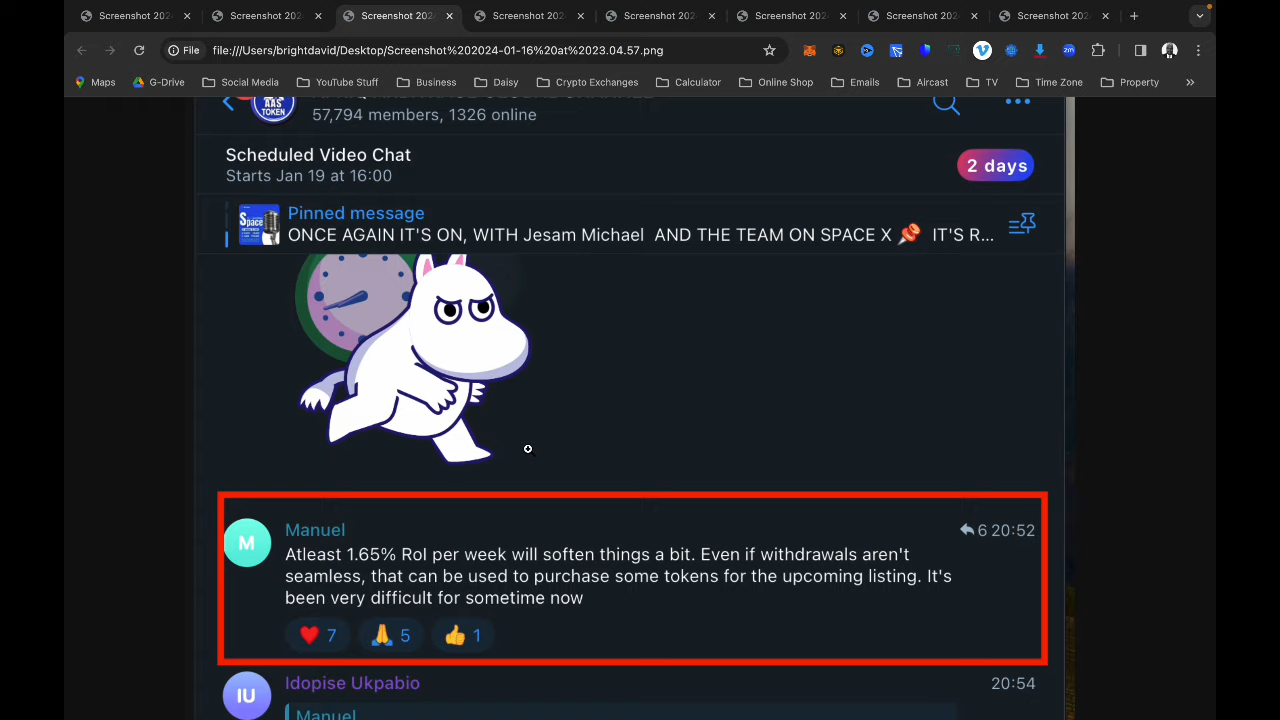 Screenshot 202
Screenshot 202
Screenshot 202
Screenshot 202
Screenshot 202
Screenshot 202
Screenshot 202
Screenshot 202
File file:///Users/brightdavid/Desktop/Screenshot%202024-01-16%20at%2023.04.57.png
Maps G-Drive Social Media YouTube Stuff Business Daisy Crypto Exchanges Calculator Online Shop Emails Aircast TV Time Zone Property »
AAS
TOKEN
57,794 members, 1326 online
Scheduled Video Chat
Starts Jan 19 at 16:00
2 days
Space
Pinned message
ONCE AGAIN IT'S ON, WITH Jesam Michael AND THE TEAM ON SPACE X 📌 IT'S R...
M
Manuel
6 20:52
Atleast 1.65% RoI per week will soften things a bit. Even if withdrawals aren't
seamless, that can be used to purchase some tokens for the upcoming listing. It's
been very difficult for sometime now
❤️ 7 🙏 5 👍 1
IU
Idopise Ukpabio
20:54
Manuel